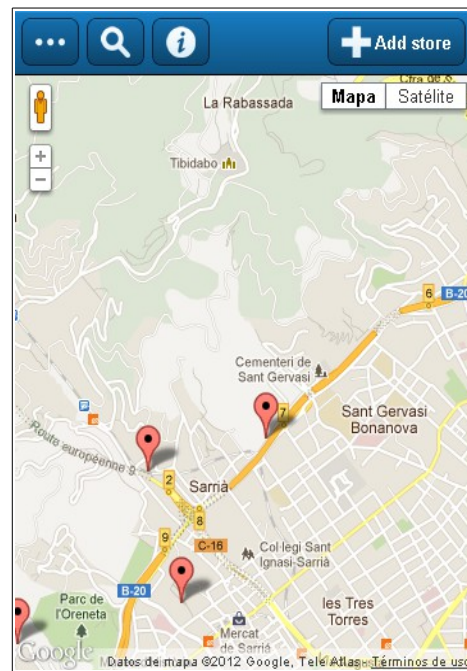 ... i Add store
Cfra de S.
La Rabassada
Mapa Satélite
Tibidabo
+
−
6 B-20
Cementeri de
Sant Gervasi
7
Sant Gervasi
Bonanova
Route européenne 9
2
Sarrià
8
9
C-16
Col·legi Sant
Ignasi-Sarrià
B-20
Parc de
l'Oreneta
les Tres
Torres
Mercat
de Sarrià
Google
Datos de mapa ©2012 Google, Tele Atlas - Términos de uso